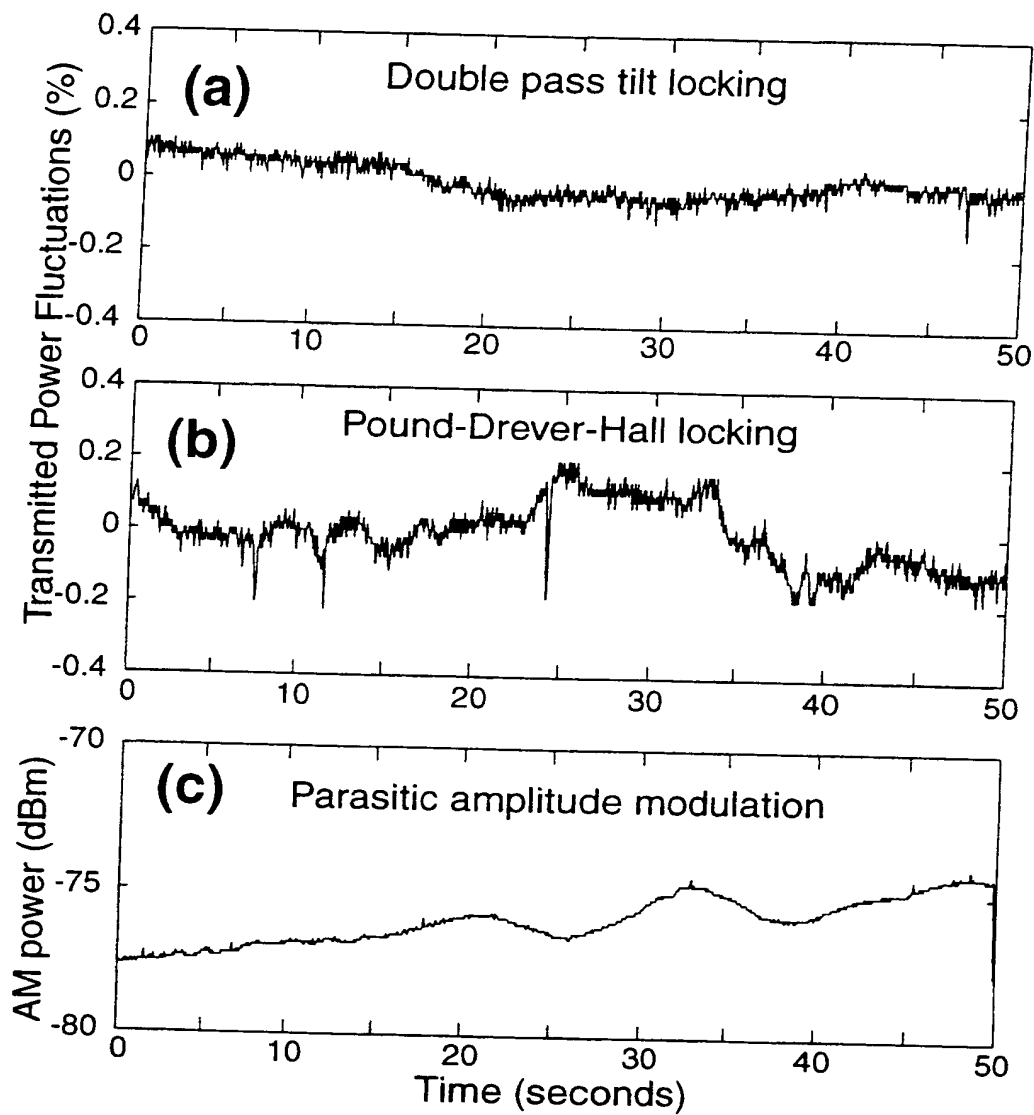 Transmitted Power Fluctuations (%)
0.4
0.2
0
-0.2
-0.4
(a)
Double pass tilt locking
0 10 20 30 40 50
0.4
0.2
0
-0.2
-0.4
(b)
Pound-Drever-Hall locking
0 10 20 30 40 50
AM power (dBm)
-70
-75
-80
(c)
Parasitic amplitude modulation
0 10 20 30 40 50
Time (seconds)